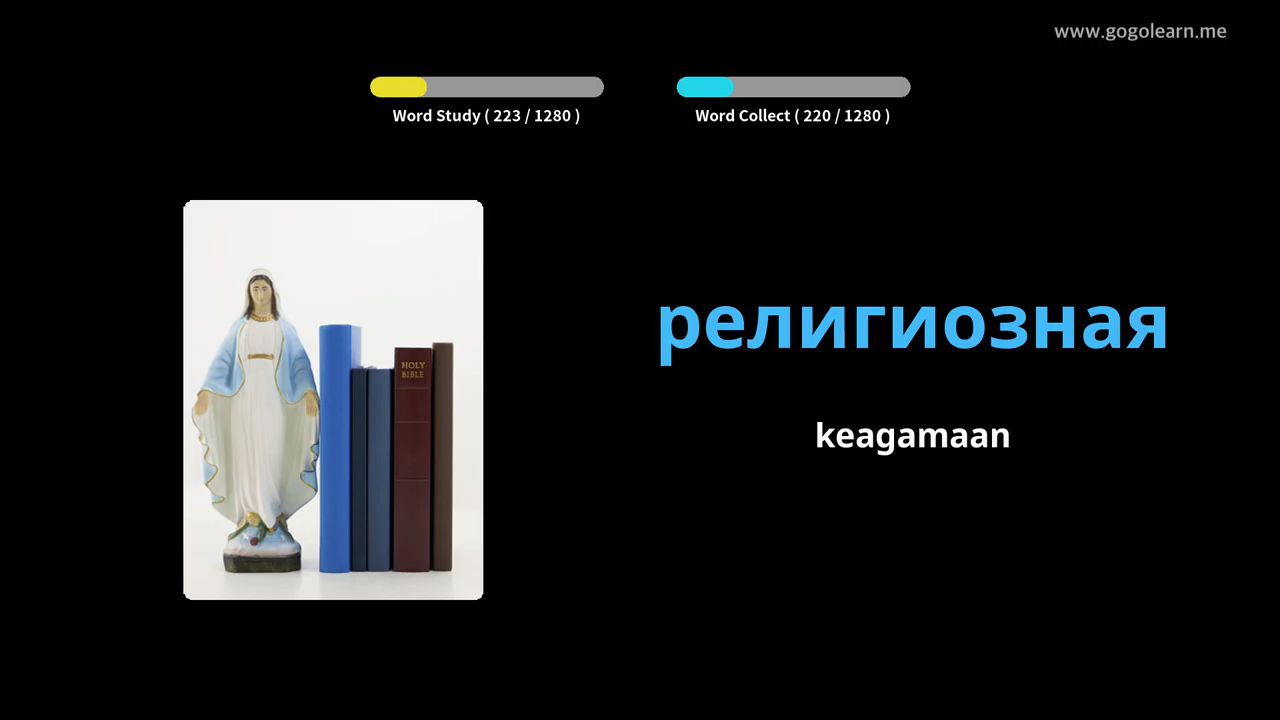 www.gogolearn.me
Word Study ( 223 / 1280 )
Word Collect ( 220 / 1280 )
HOLY
BIBLE
религиозная
keagamaan